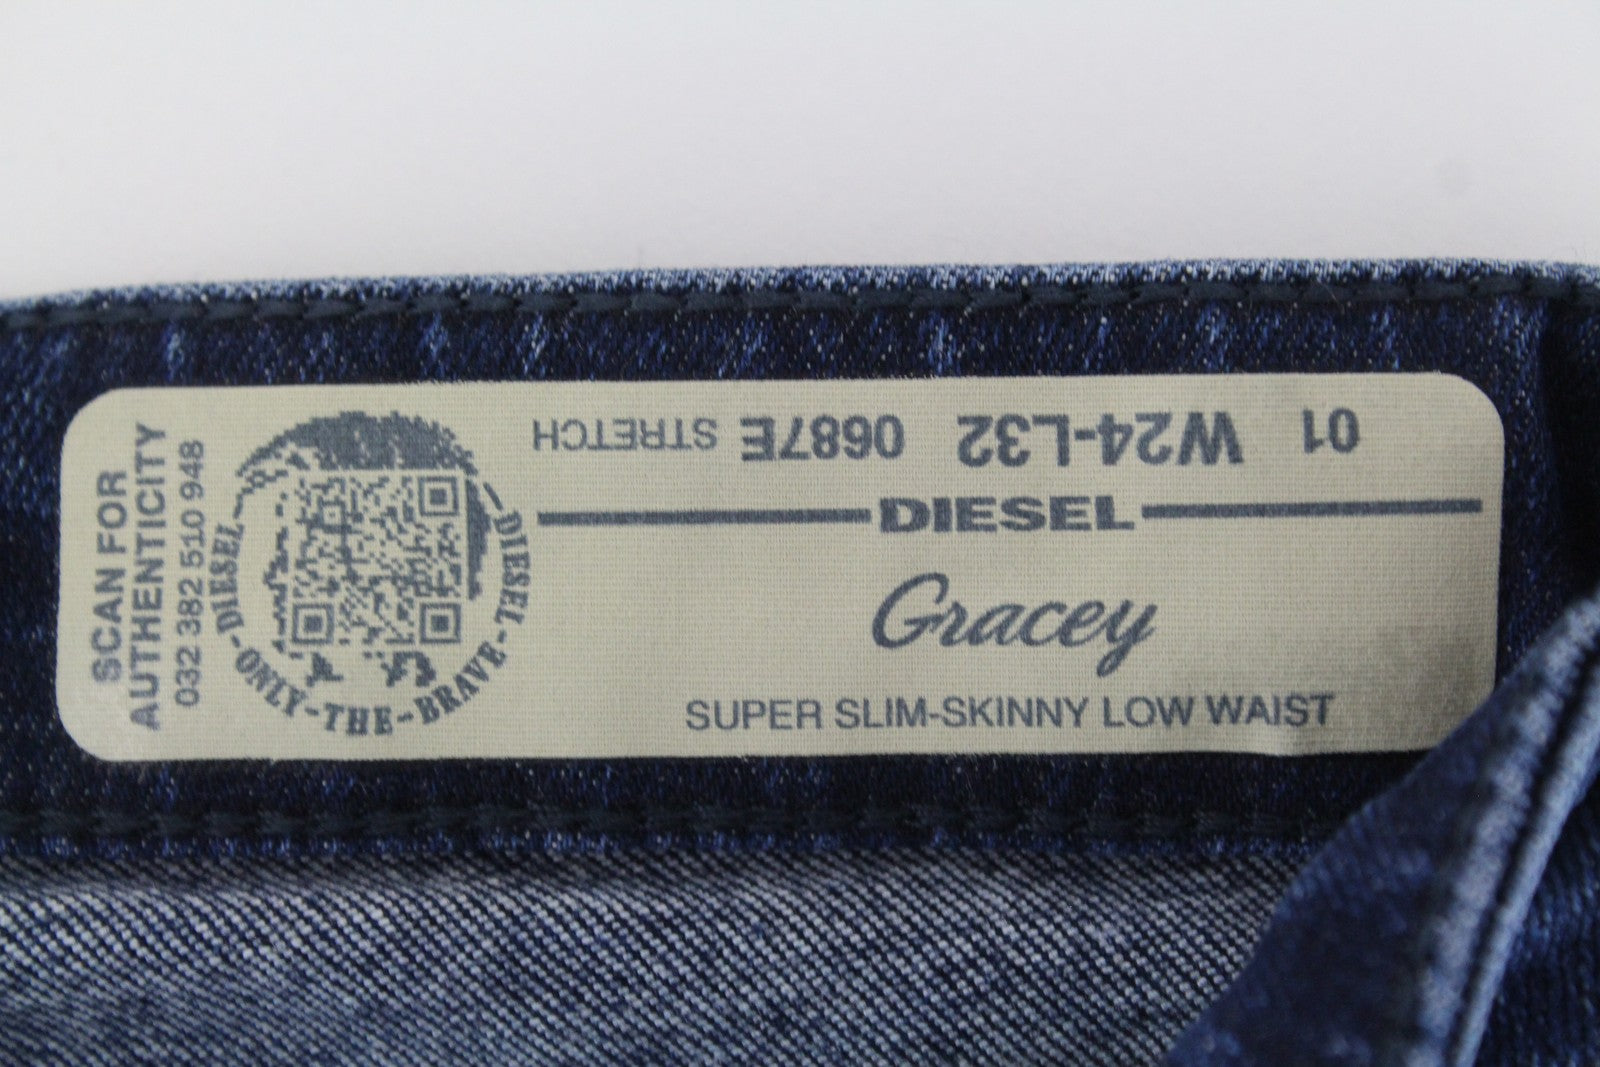 SCAN FOR
AUTHENTICITY
032 382 510 948
DIESEL-ONLY-THE-BRAVE-DIESEL
01 W24-L32 0687E STRETCH
DIESEL
Gracey
SUPER SLIM-SKINNY LOW WAIST